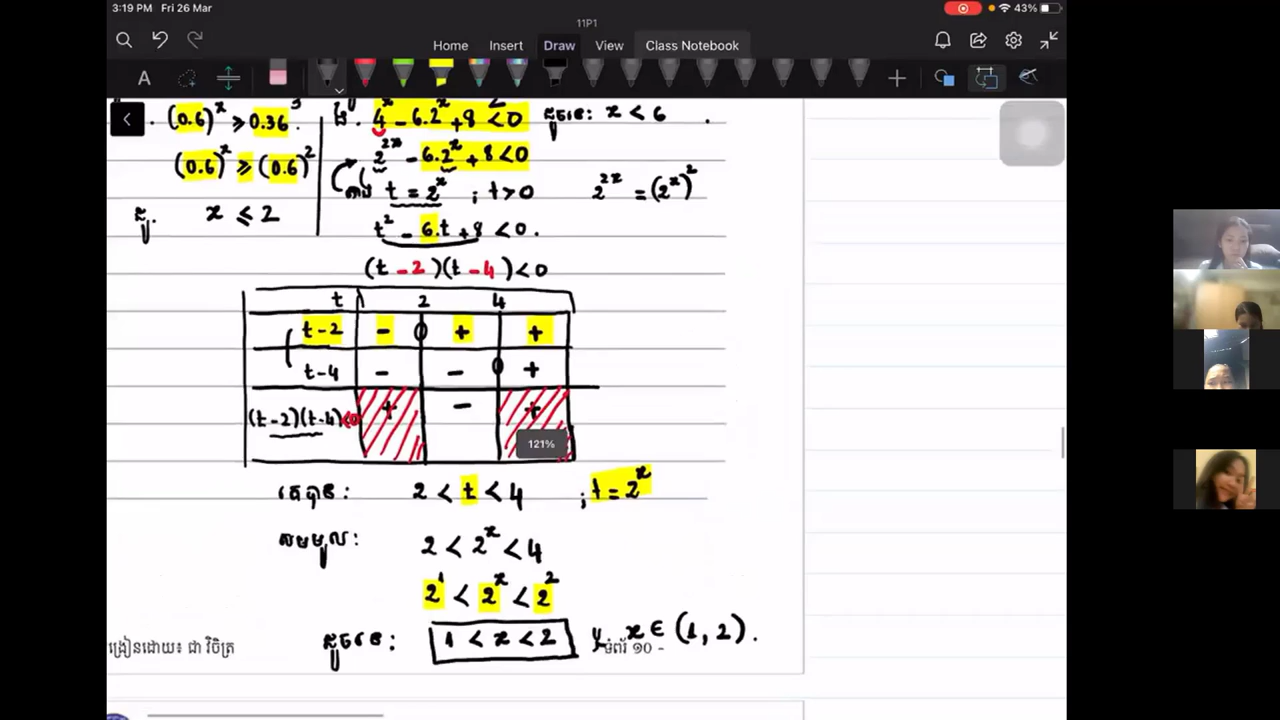 3:19 PM Fri 26 Mar
43%
11P1
Home Insert Draw View Class Notebook
A
. (0.6)^x ≥ 0.36^3
(0.6)^x ≥ (0.6)^2
x ≤ 2
4^x - 6.2^x + 8 < 0
ដូចនេះ: x < 6 .
2^2x - 6.2^x + 8 < 0
តាង t = 2^x ; t > 0
2^2x = (2^x)^2
t^2 - 6.t + 8 < 0.
(t - 2)(t - 4) < 0
t 2 4
t-2 - 0 + +
t-4 - - 0 +
(t-2)(t-4)<0 + - +
121%
គេបាន: 2 < t < 4 ; t = 2^x
សមមូល: 2 < 2^x < 4
2^1 < 2^x < 2^2
ដូចនេះ: 1 < x < 2 ឬ x ∈ (1, 2).
បង្រៀនដោយ: ជា វិចិត្រ
ទំព័រ ១០ -